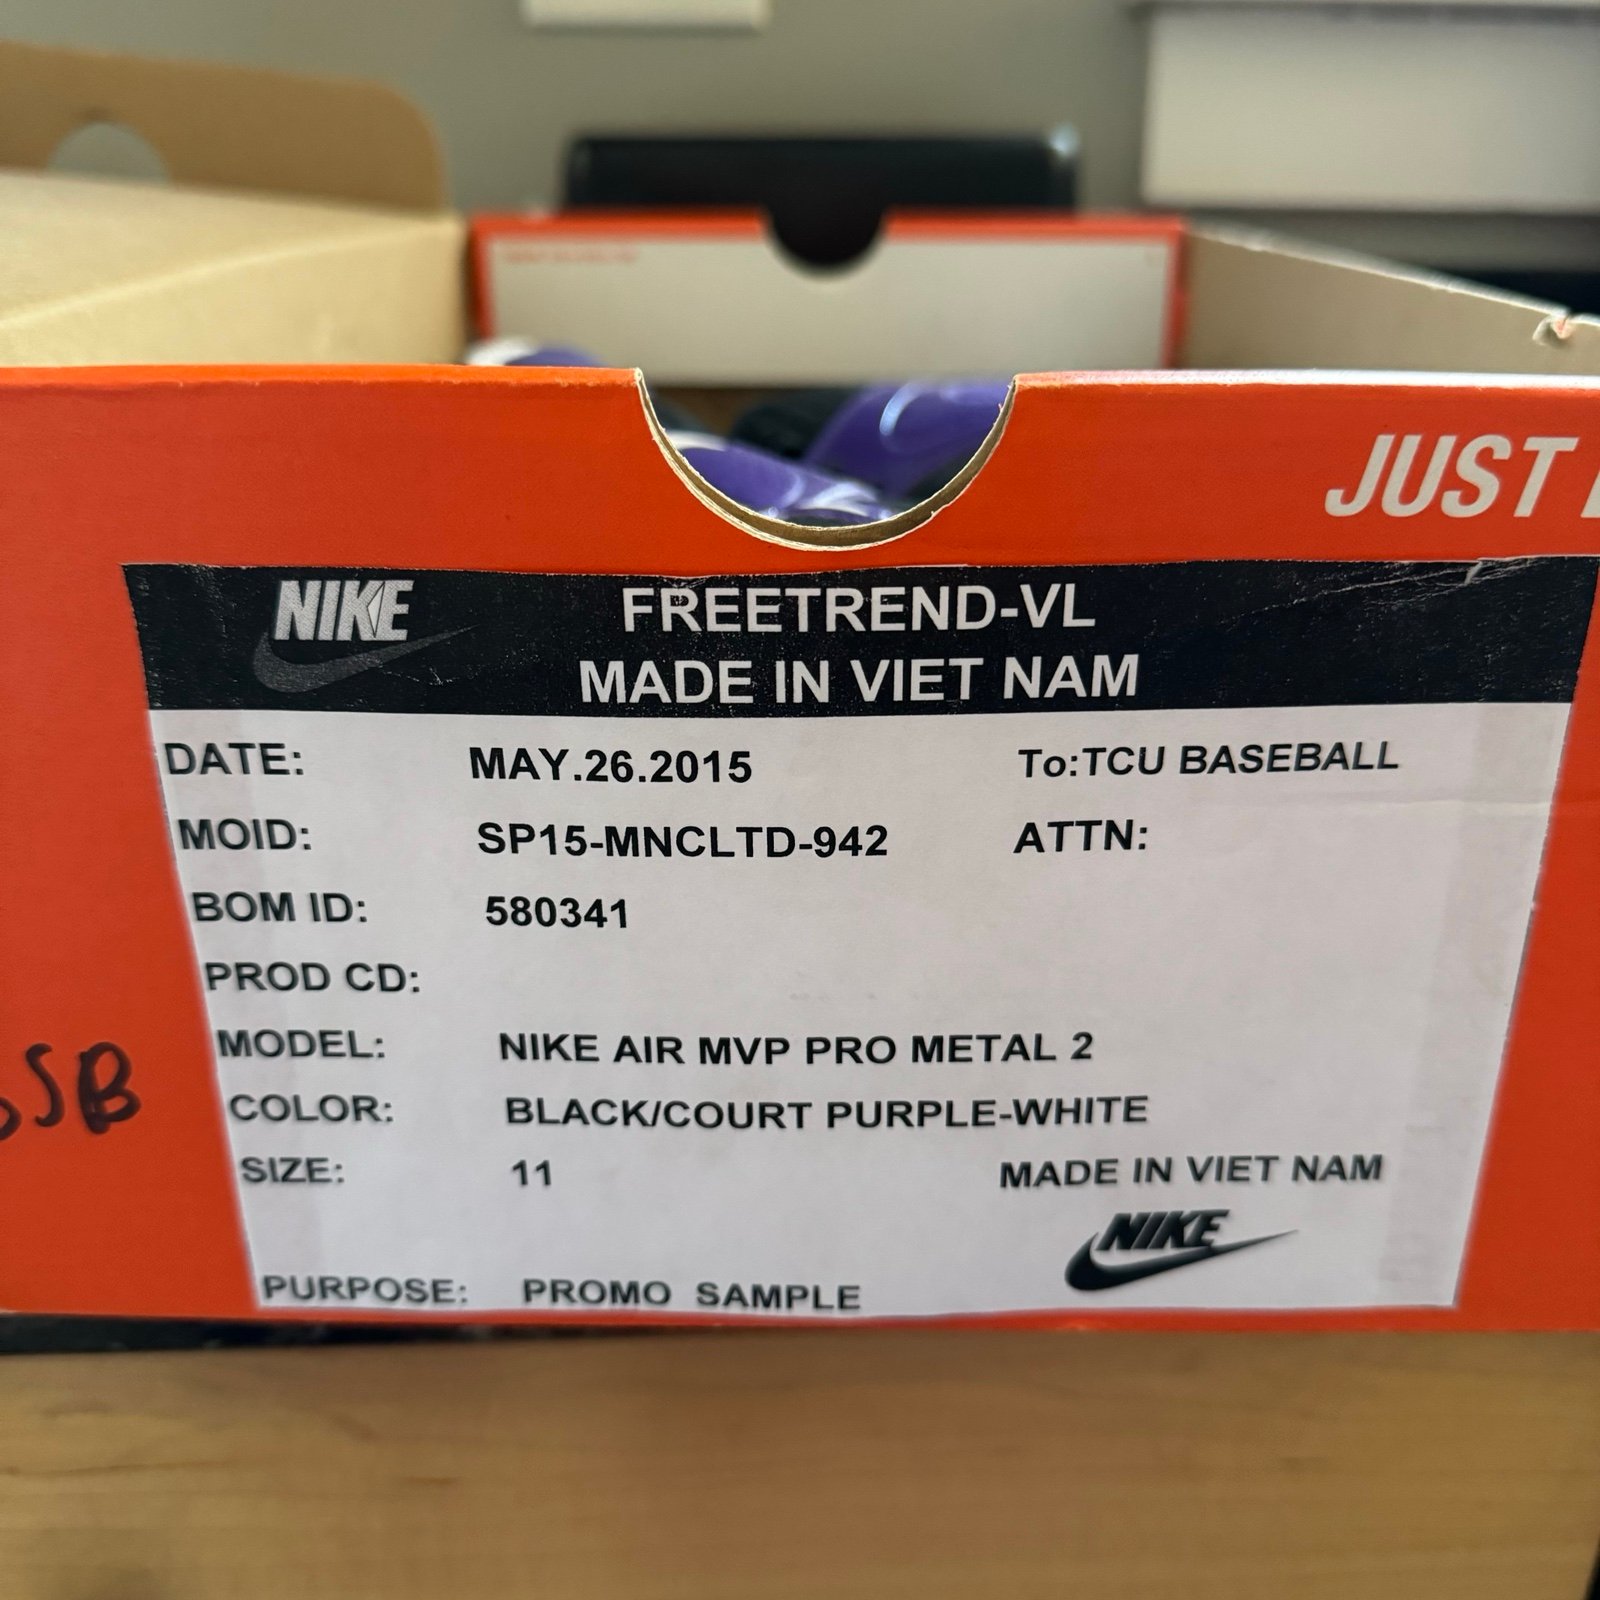 JUST
NIKE
FREETREND-VL
MADE IN VIET NAM
DATE: MAY.26.2015 To:TCU BASEBALL
MOID: SP15-MNCLTD-942 ATTN:
BOM ID: 580341
PROD CD:
MODEL: NIKE AIR MVP PRO METAL 2
COLOR: BLACK/COURT PURPLE-WHITE
SIZE: 11 MADE IN VIET NAM
NIKE
PURPOSE: PROMO SAMPLE